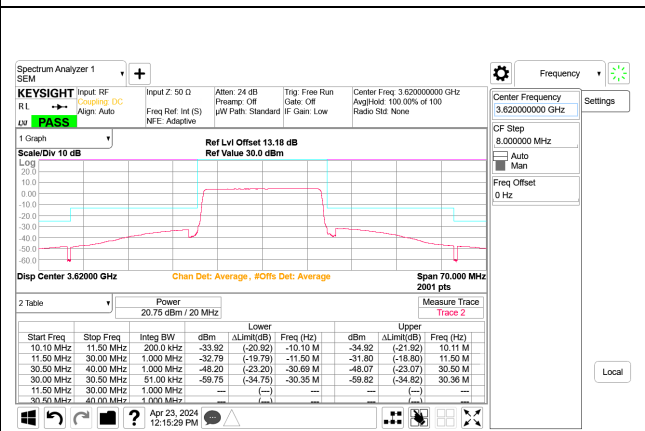 Spectrum Analyzer 1
SEM
+
Frequency
KEYSIGHT
R L
LXI PASS
Input: RF
Coupling: DC
Align: Auto
Input Z: 50 Ω
Freq Ref: Int (S)
NFE: Adaptive
Atten: 24 dB
Preamp: Off
µW Path: Standard
Trig: Free Run
Gate: Off
IF Gain: Low
Center Freq: 3.620000000 GHz
Avg|Hold: 100.00% of 100
Radio Std: None
Center Frequency
3.620000000 GHz
Settings
CF Step
8.000000 MHz
Auto
Man
Freq Offset
0 Hz
Local
1 Graph
Scale/Div 10 dB
Ref Lvl Offset 13.18 dB
Ref Value 30.0 dBm
Log
20.0
10.0
0.00
-10.0
-20.0
-30.0
-40.0
-50.0
-60.0
Disp Center 3.62000 GHz
Chan Det: Average, #Offs Det: Average
Span 70.000 MHz
2001 pts
2 Table
Power
20.75 dBm / 20 MHz
Measure Trace
Trace 2
Lower Upper
Start Freq Stop Freq Integ BW dBm ΔLimit(dB) Freq (Hz) dBm ΔLimit(dB) Freq (Hz)
10.10 MHz 11.50 MHz 200.0 kHz -33.92 (-20.92) -10.10 M -34.92 (-21.92) 10.11 M
11.50 MHz 30.00 MHz 1.000 MHz -32.79 (-19.79) -11.50 M -31.80 (-18.80) 11.50 M
30.50 MHz 40.00 MHz 1.000 MHz -48.20 (-23.20) -30.69 M -48.07 (-23.07) 30.50 M
30.00 MHz 30.50 MHz 51.00 kHz -59.75 (-34.75) -30.35 M -59.82 (-34.82) 30.36 M
11.50 MHz 30.00 MHz 1.000 MHz --- (---) --- (---)
30.50 MHz 40.00 MHz 1.000 MHz --- (---) --- (---)
?
Apr 23, 2024
12:15:29 PM